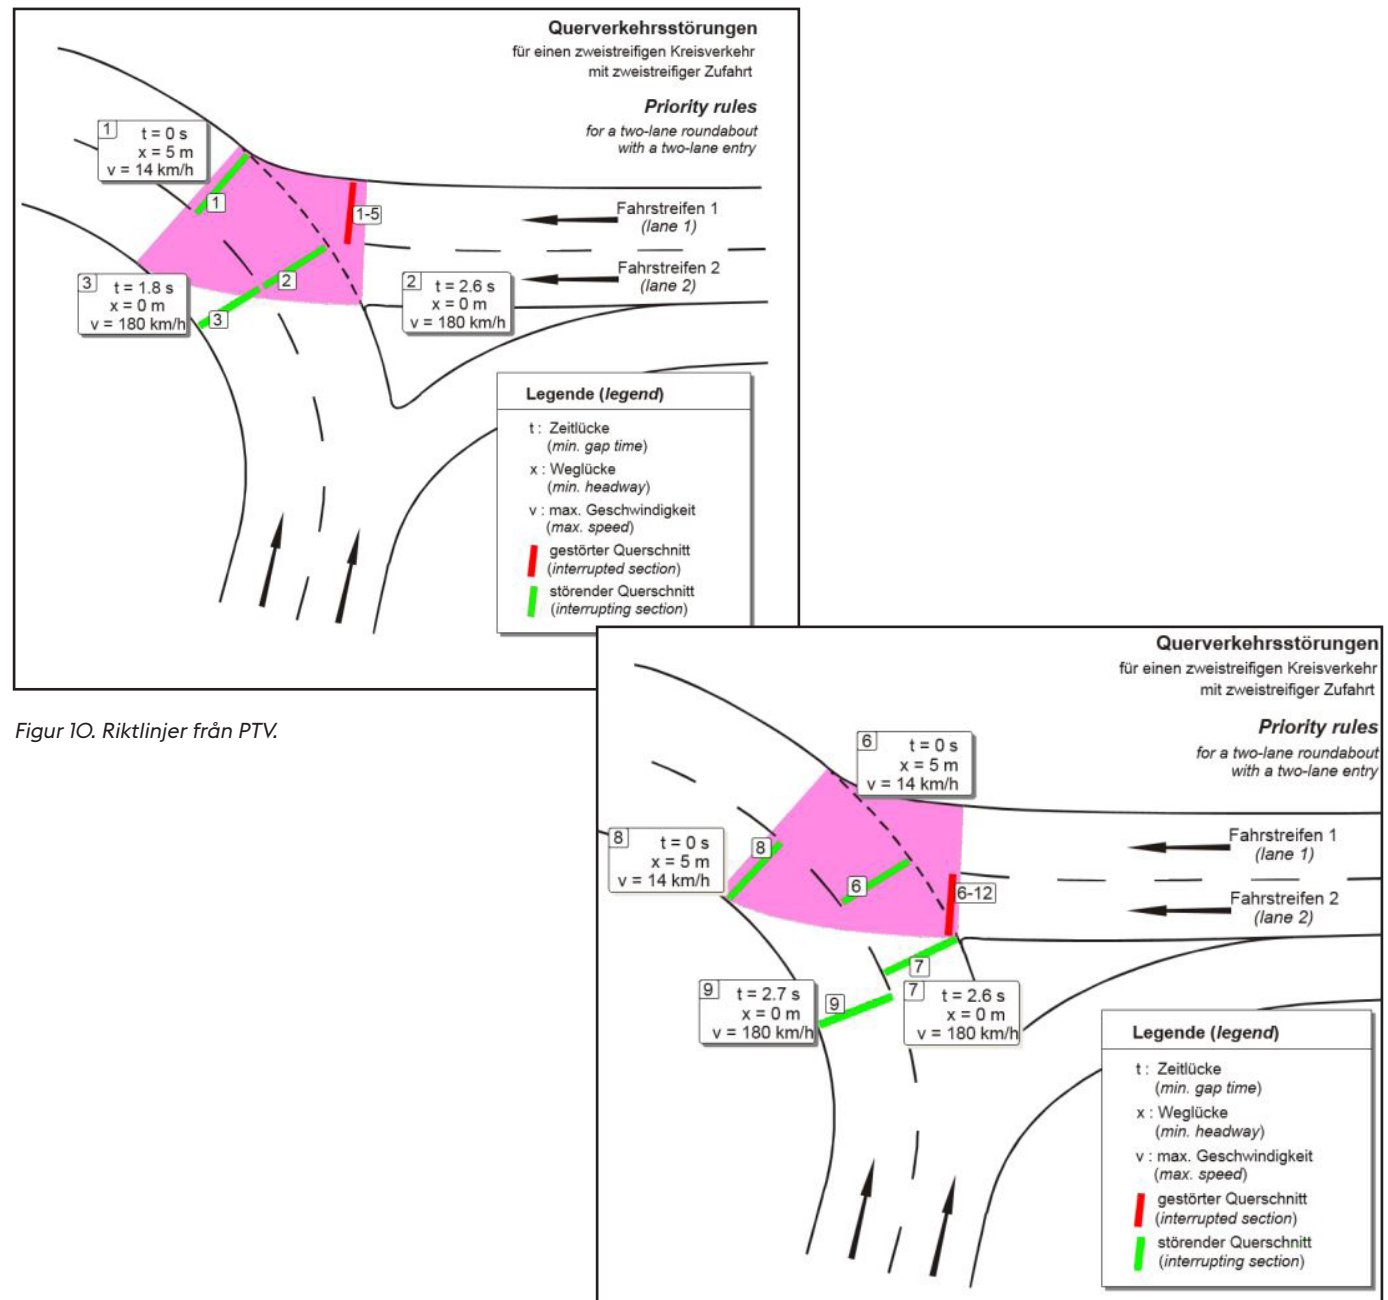 Querverkehrsstörungen
für einen zweistreifigen Kreisverkehr
mit zweistreifiger Zufahrt
Priority rules
for a two-lane roundabout
with a two-lane entry
1
t = 0 s
x = 5 m
v = 14 km/h
1
1-5
Fahrstreifen 1
(lane 1)
Fahrstreifen 2
(lane 2)
3
t = 1.8 s
x = 0 m
v = 180 km/h
2
3
2
t = 2.6 s
x = 0 m
v = 180 km/h
Legende (legend)
t : Zeitlücke
(min. gap time)
x : Weglücke
(min. headway)
v : max. Geschwindigkeit
(max. speed)
gestörter Querschnitt
(interrupted section)
störender Querschnitt
(interrupting section)
Figur 10. Riktlinjer från PTV.
Querverkehrsstörungen
für einen zweistreifigen Kreisverkehr
mit zweistreifiger Zufahrt
Priority rules
for a two-lane roundabout
with a two-lane entry
6
t = 0 s
x = 5 m
v = 14 km/h
8
t = 0 s
x = 5 m
v = 14 km/h
8
6
6-12
Fahrstreifen 1
(lane 1)
Fahrstreifen 2
(lane 2)
7
9
9
t = 2.7 s
x = 0 m
v = 180 km/h
7
t = 2.6 s
x = 0 m
v = 180 km/h
Legende (legend)
t : Zeitlücke
(min. gap time)
x : Weglücke
(min. headway)
v : max. Geschwindigkeit
(max. speed)
gestörter Querschnitt
(interrupted section)
störender Querschnitt
(interrupting section)